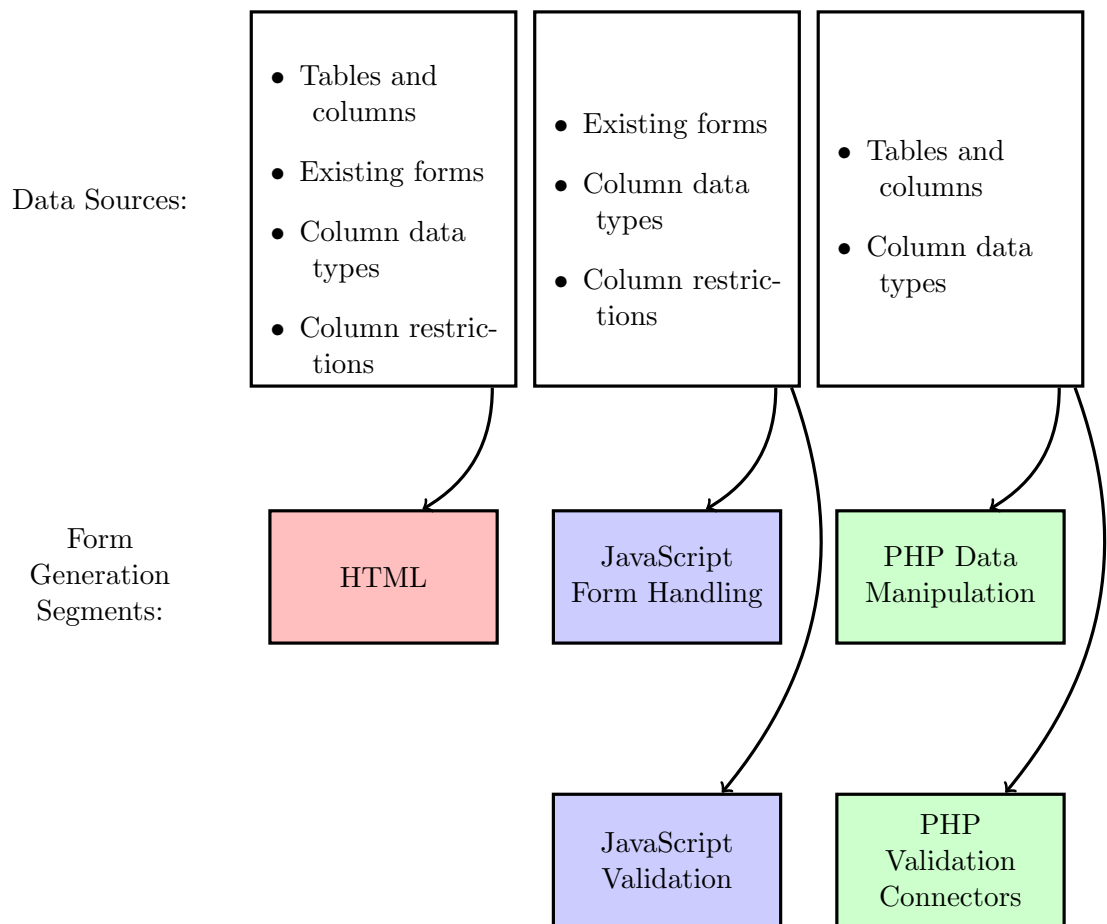 Data Sources:
• Tables and
columns
• Existing forms
• Column data
types
• Column restric-
tions
• Existing forms
• Column data
types
• Column restric-
tions
• Tables and
columns
• Column data
types
Form
Generation
Segments:
HTML
JavaScript
Form Handling
PHP Data
Manipulation
JavaScript
Validation
PHP
Validation
Connectors